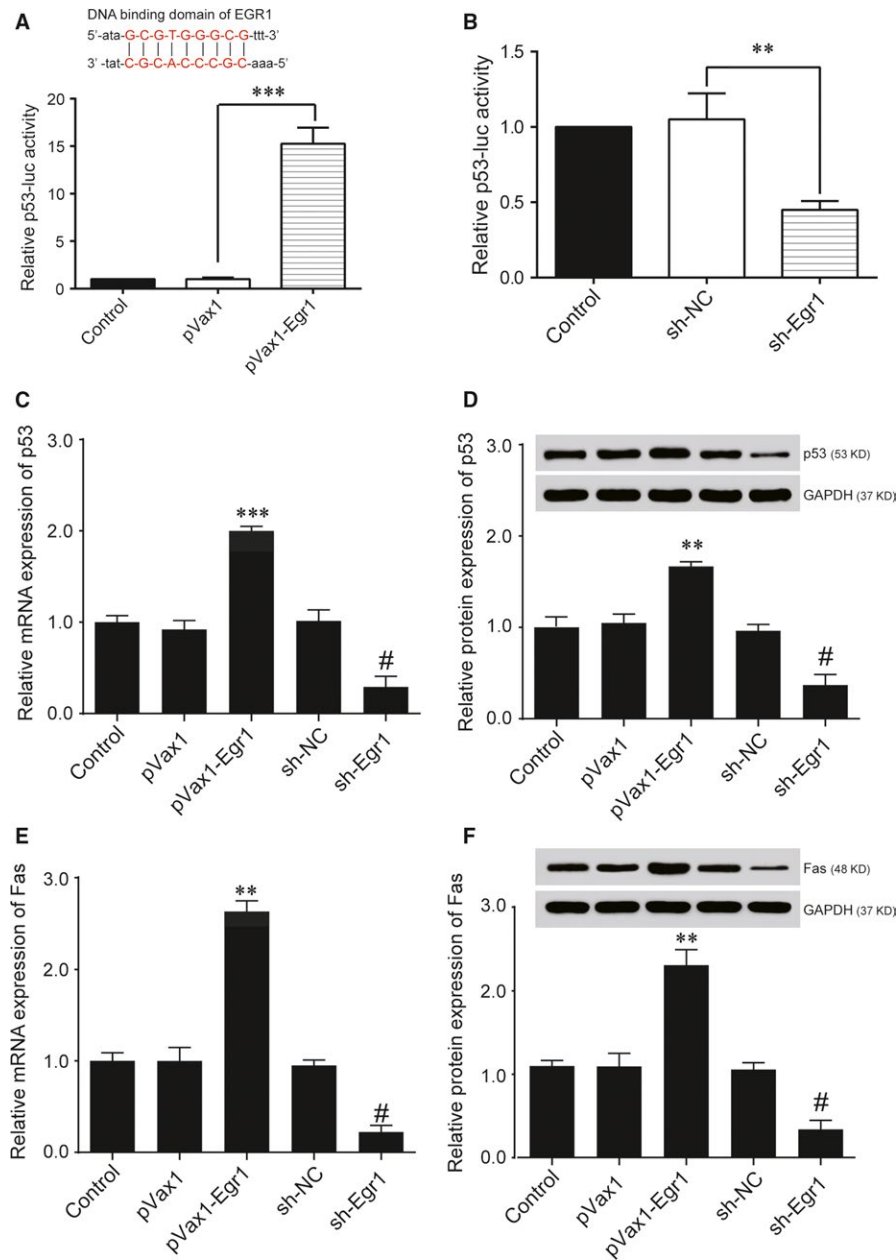 A
DNA binding domain of EGR1
5'-ata-G-C-G-T-G-G-G-C-G-ttt-3'
3' -tat-C-G-C-A-C-C-C-G-C-aaa-5'
Relative p53-luc activity
20
15
10
5
0
***
Control
pVax1
pVax1-Egr1
B
Relative p53-luc activity
1.5
1.0
0.5
0.0
**
Control
sh-NC
sh-Egr1
C
Relative mRNA expression of p53
3.0
2.0
1.0
0.0
***
#
Control
pVax1
pVax1-Egr1
sh-NC
sh-Egr1
D
Relative protein expression of p53
3.0
2.0
1.0
0.0
p53 (53 KD)
GAPDH (37 KD)
**
#
Control
pVax1
pVax1-Egr1
sh-NC
sh-Egr1
E
Relative mRNA expression of Fas
3.0
2.0
1.0
0.0
**
#
Control
pVax1
pVax1-Egr1
sh-NC
sh-Egr1
F
Relative protein expression of Fas
3.0
2.0
1.0
0.0
Fas (48 KD)
GAPDH (37 KD)
**
#
Control
pVax1
pVax1-Egr1
sh-NC
sh-Egr1